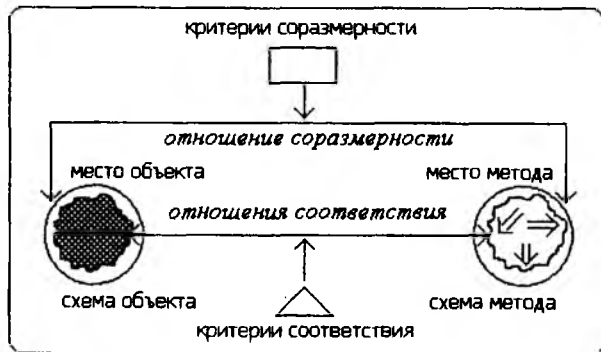 критерии соразмерности
отношение соразмерности
место объекта
место метода
отношения соответствия
схема объекта
схема метода
критерии соответствия